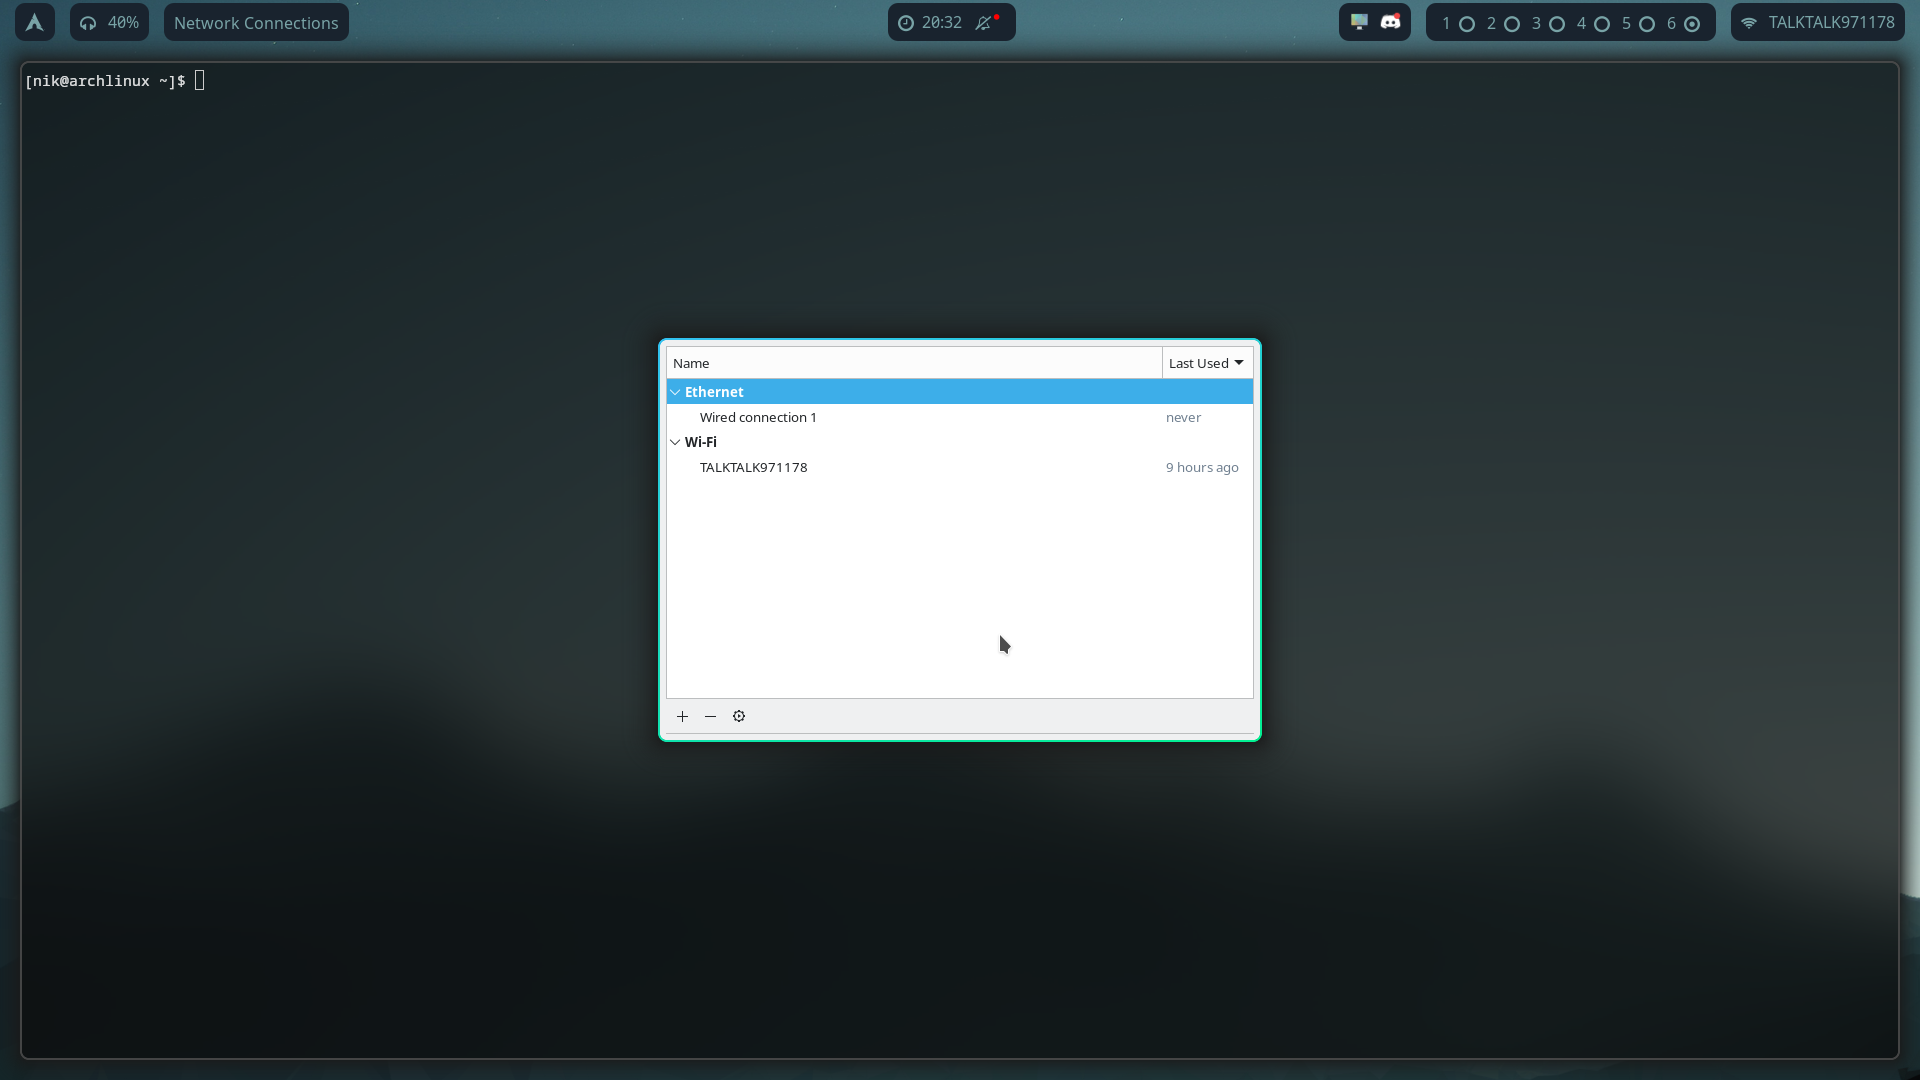 40%
Network Connections
20:32
1 2 3 4 5 6
TALKTALK971178
[nik@archlinux ~]$
Name Last Used
Ethernet
Wired connection 1 never
Wi-Fi
TALKTALK971178 9 hours ago